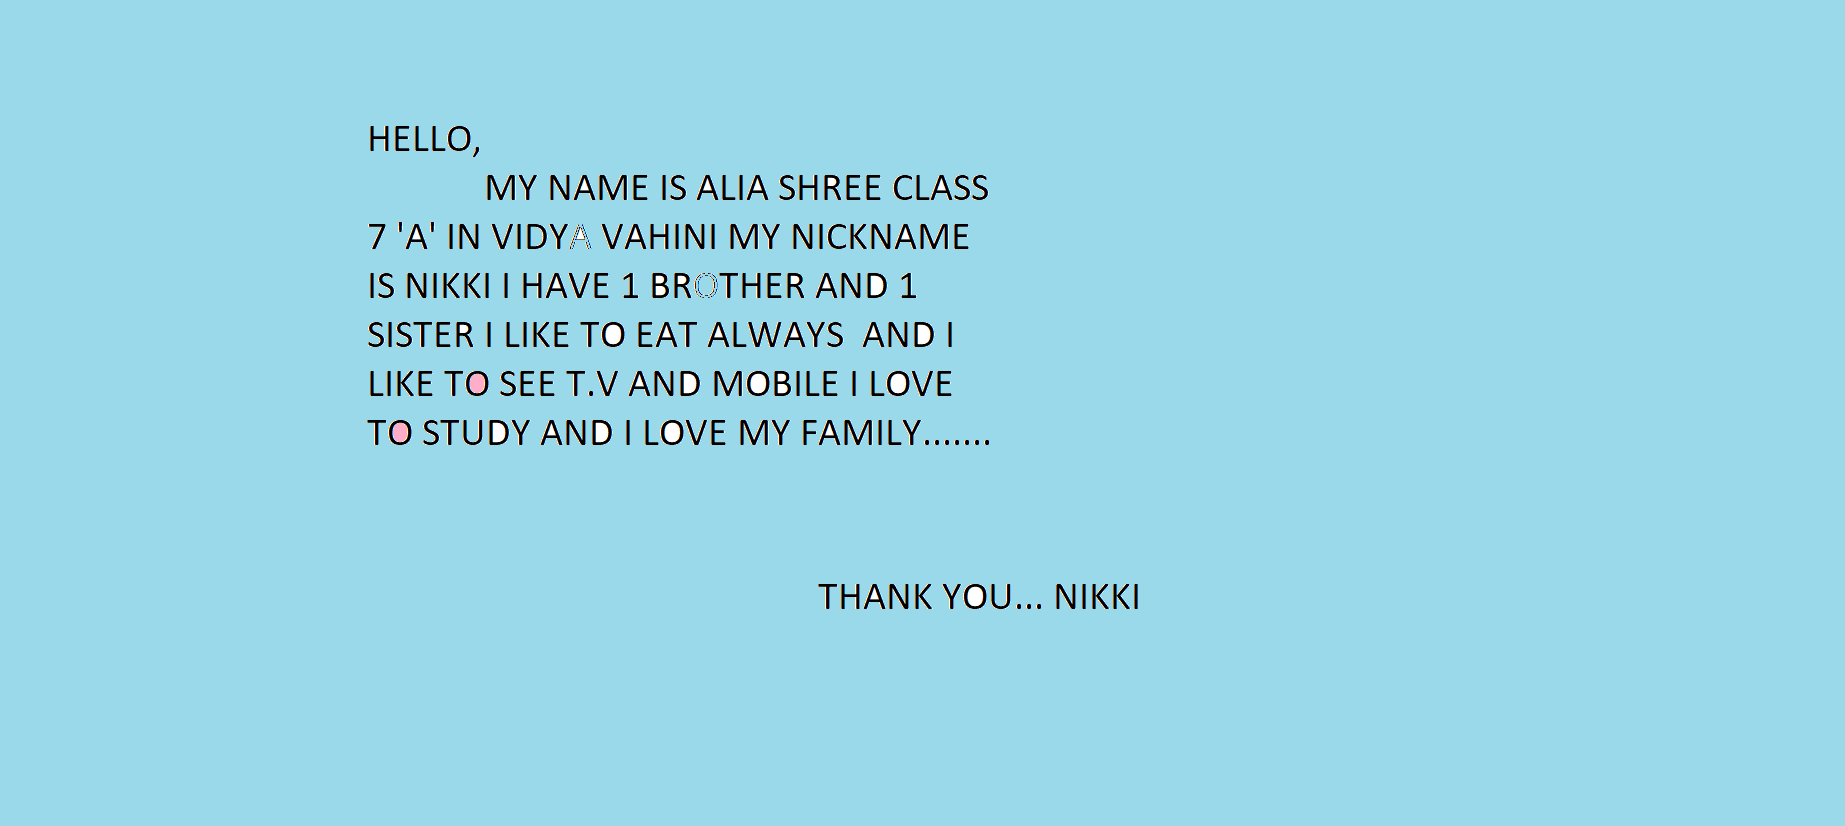 HELLO,
MY NAME IS ALIA SHREE CLASS
7 'A' IN VIDYA VAHINI MY NICKNAME
IS NIKKI I HAVE 1 BROTHER AND 1
SISTER I LIKE TO EAT ALWAYS  AND I
LIKE TO SEE T.V AND MOBILE I LOVE
TO STUDY AND I LOVE MY FAMILY.......
THANK YOU... NIKKI